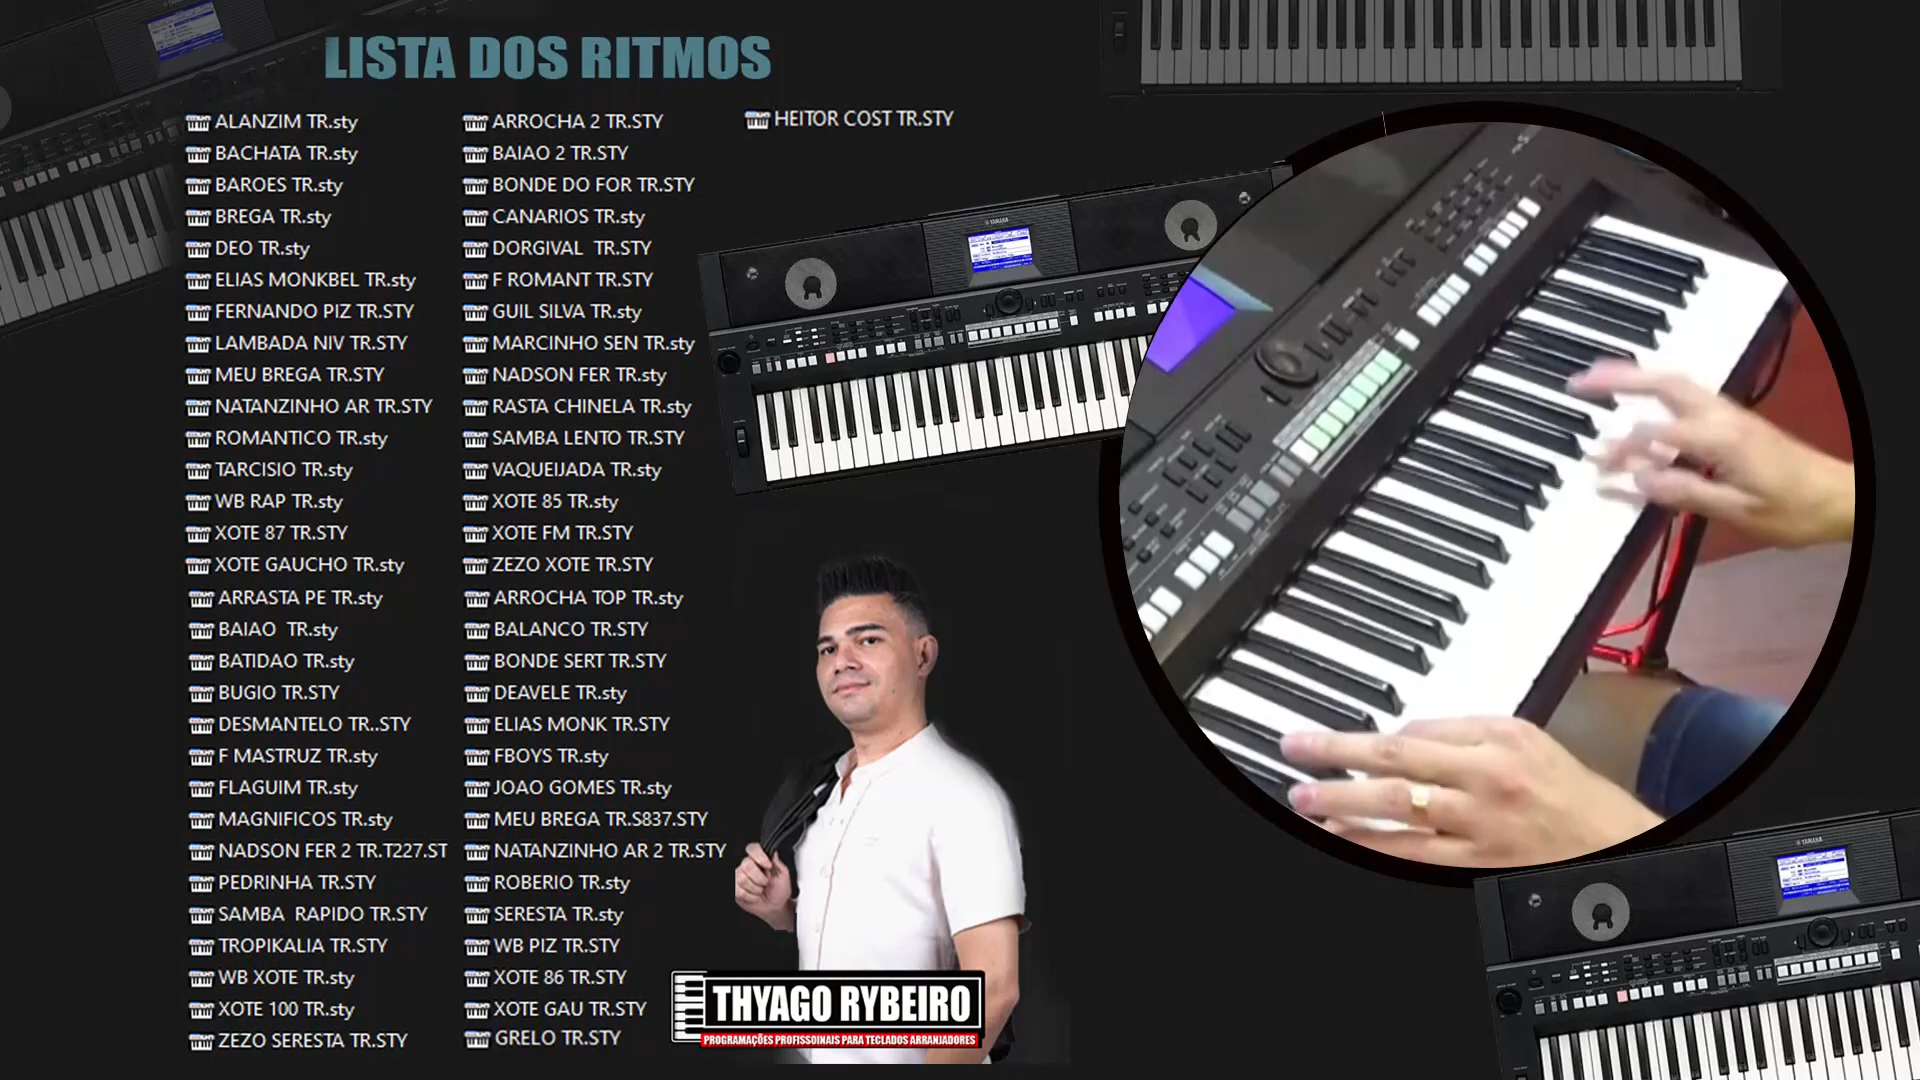 LISTA DOS RITMOS
ALANZIM TR.sty
BACHATA TR.sty
BAROES TR.sty
BREGA TR.sty
DEO TR.sty
ELIAS MONKBEL TR.sty
FERNANDO PIZ TR.STY
LAMBADA NIV TR.STY
MEU BREGA TR.STY
NATANZINHO AR TR.STY
ROMANTICO TR.sty
TARCISIO TR.sty
WB RAP TR.sty
XOTE 87 TR.STY
XOTE GAUCHO TR.sty
ARRASTA PE TR.sty
BAIAO  TR.sty
BATIDAO TR.sty
BUGIO TR.STY
DESMANTELO TR..STY
F MASTRUZ TR.sty
FLAGUIM TR.sty
MAGNIFICOS TR.sty
NADSON FER 2 TR.T227.ST
PEDRINHA TR.STY
SAMBA  RAPIDO TR.STY
TROPIKALIA TR.STY
WB XOTE TR.sty
XOTE 100 TR.sty
ZEZO SERESTA TR.STY
ARROCHA 2 TR.STY
BAIAO 2 TR.STY
BONDE DO FOR TR.STY
CANARIOS TR.sty
DORGIVAL  TR.STY
F ROMANT TR.STY
GUIL SILVA TR.sty
MARCINHO SEN TR.sty
NADSON FER TR.sty
RASTA CHINELA TR.sty
SAMBA LENTO TR.STY
VAQUEIJADA TR.sty
XOTE 85 TR.sty
XOTE FM TR.STY
ZEZO XOTE TR.STY
ARROCHA TOP TR.sty
BALANCO TR.STY
BONDE SERT TR.STY
DEAVELE TR.sty
ELIAS MONK TR.STY
FBOYS TR.sty
JOAO GOMES TR.sty
MEU BREGA TR.S837.STY
NATANZINHO AR 2 TR.STY
ROBERIO TR.sty
SERESTA TR.sty
WB PIZ TR.STY
XOTE 86 TR.STY
XOTE GAU TR.STY
GRELO TR.STY
HEITOR COST TR.STY
YAMAHA
THYAGO RYBEIRO
PROGRAMAÇÕES PROFISSOINAIS PARA TECLADOS ARRANJADORES
YAMAHA